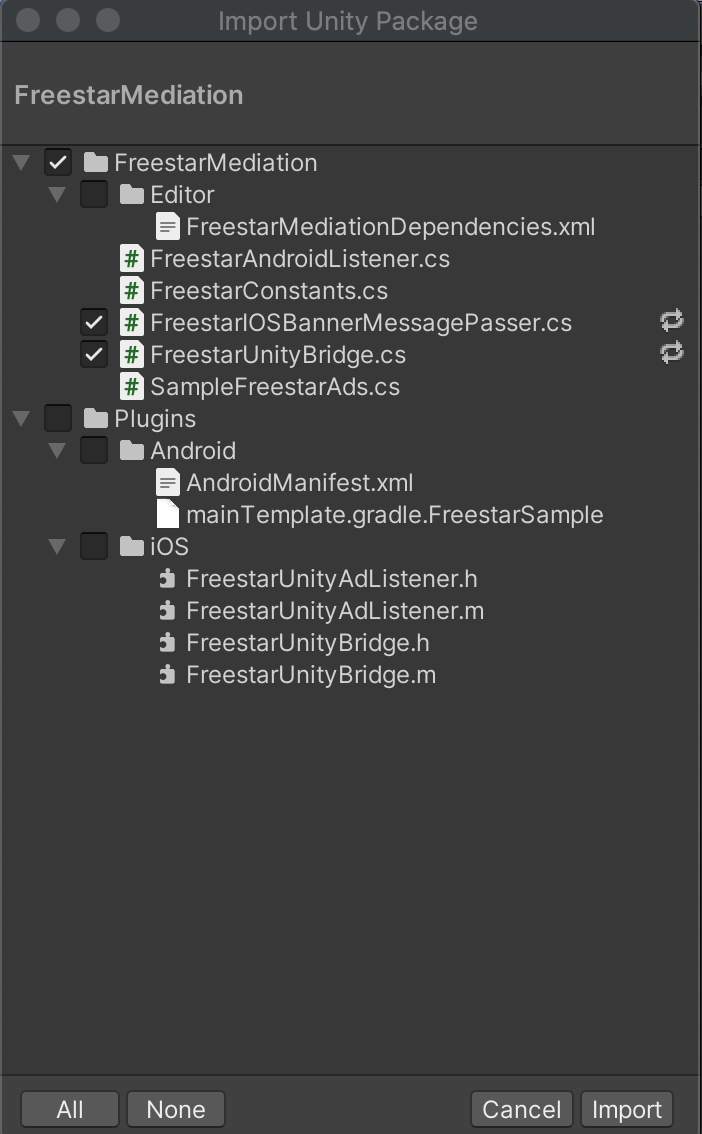 Import Unity Package
FreestarMediation
FreestarMediation
Editor
FreestarMediationDependencies.xml
FreestarAndroidListener.cs
FreestarConstants.cs
FreestarIOSBannerMessagePasser.cs
FreestarUnityBridge.cs
SampleFreestarAds.cs
Plugins
Android
AndroidManifest.xml
mainTemplate.gradle.FreestarSample
iOS
FreestarUnityAdListener.h
FreestarUnityAdListener.m
FreestarUnityBridge.h
FreestarUnityBridge.m
All None Cancel Import